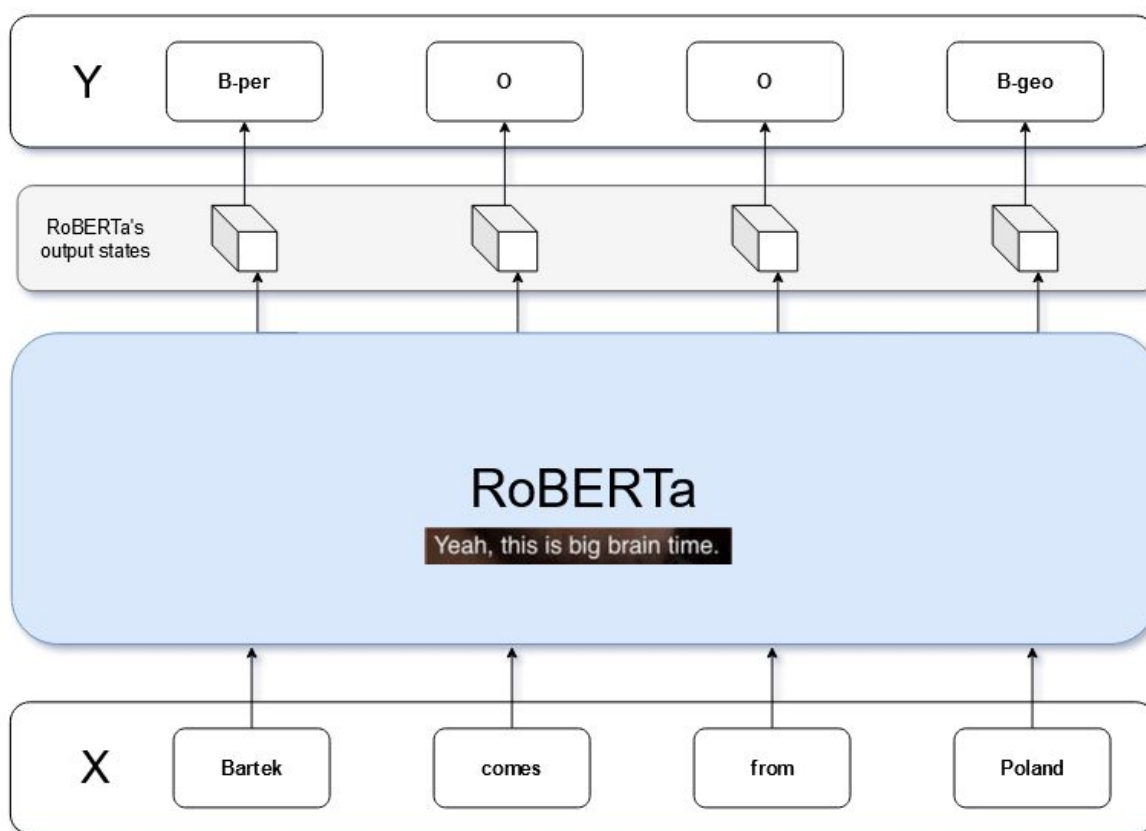 Y
B-per
O
O
B-geo
RoBERTa's
output states
RoBERTa
Yeah, this is big brain time.
X
Bartek
comes
from
Poland